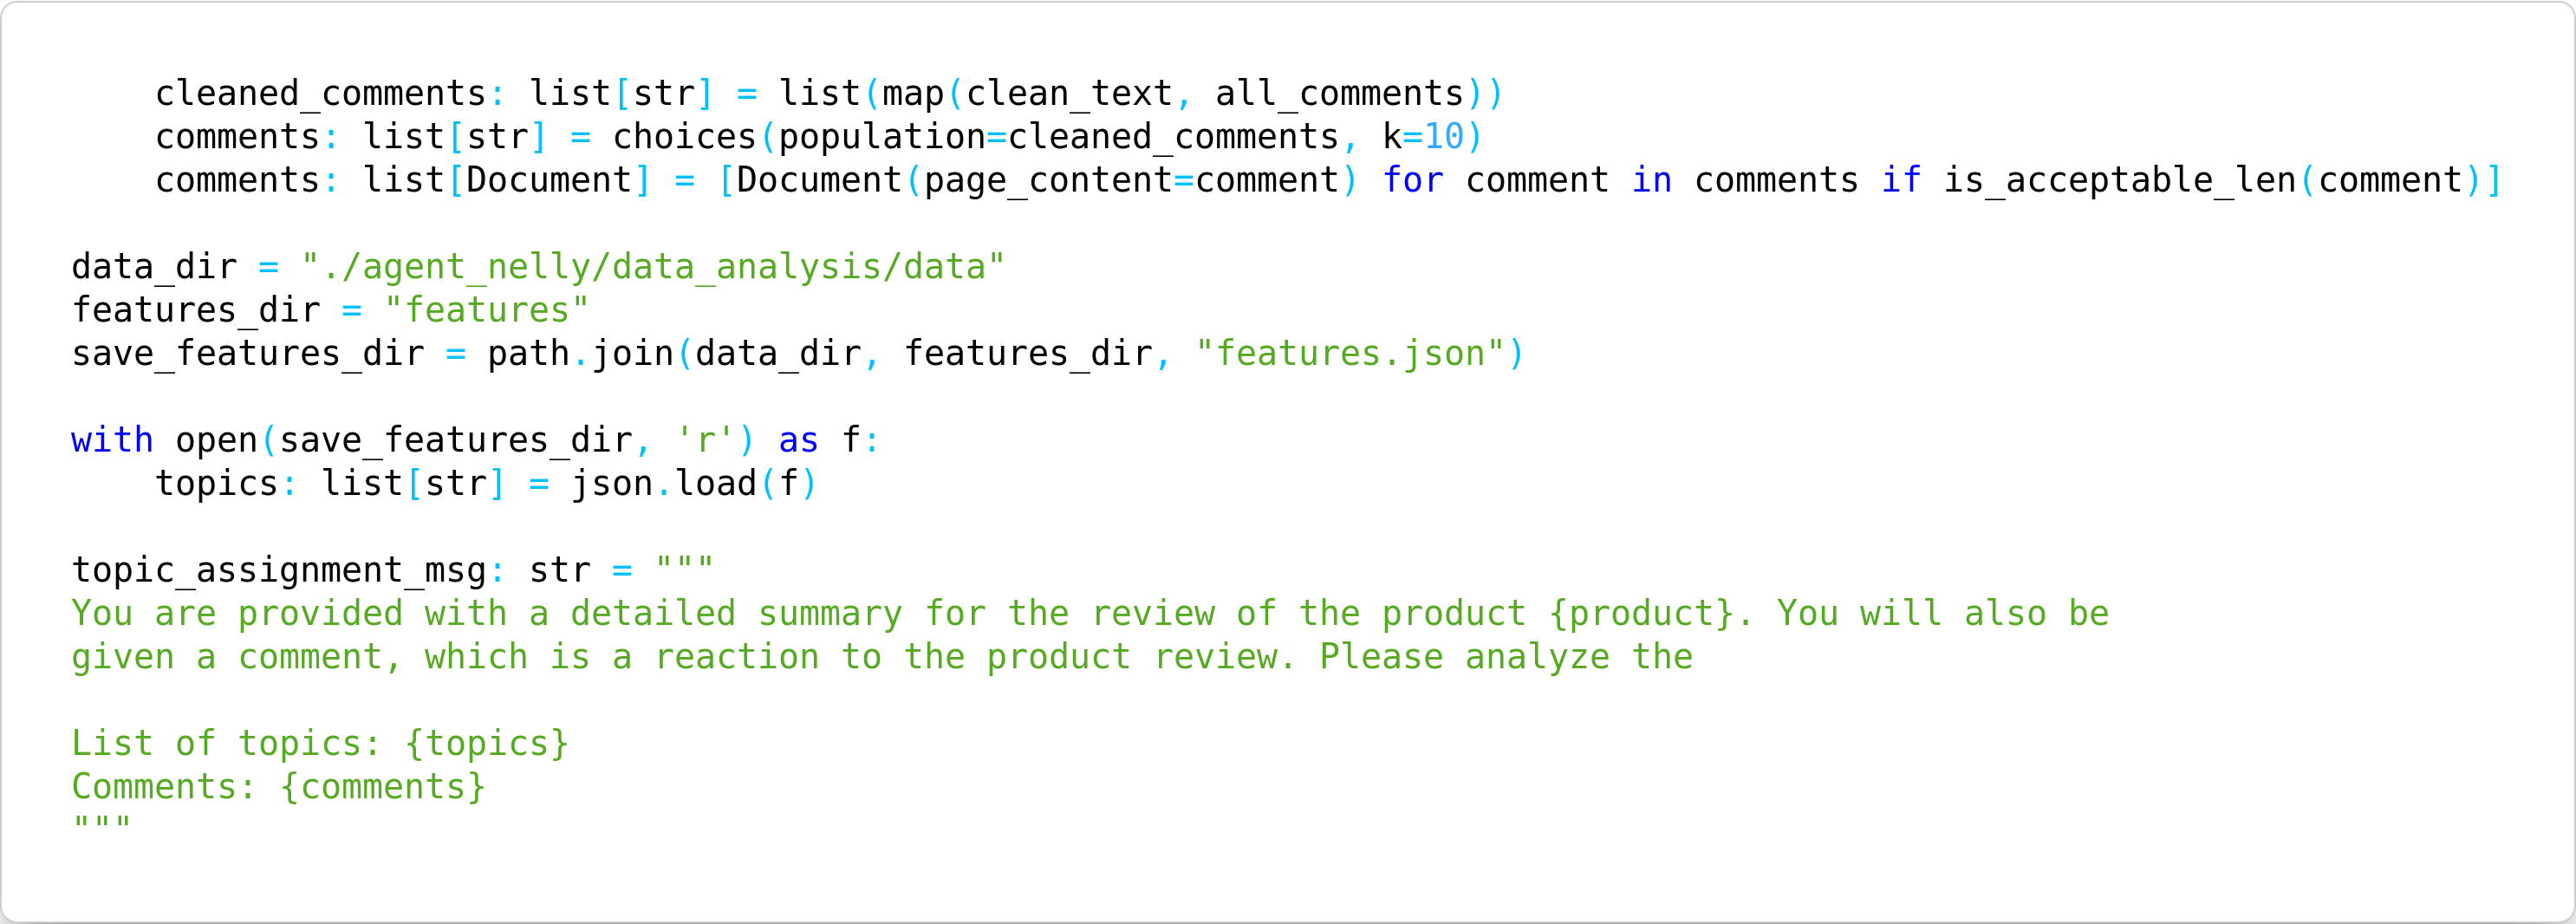 cleaned_comments: list[str] = list(map(clean_text, all_comments))
    comments: list[str] = choices(population=cleaned_comments, k=10)
    comments: list[Document] = [Document(page_content=comment) for comment in comments if is_acceptable_len(comment)]

data_dir = "./agent_nelly/data_analysis/data"
features_dir = "features"
save_features_dir = path.join(data_dir, features_dir, "features.json")

with open(save_features_dir, 'r') as f:
    topics: list[str] = json.load(f)

topic_assignment_msg: str = """
You are provided with a detailed summary for the review of the product {product}. You will also be
given a comment, which is a reaction to the product review. Please analyze the

List of topics: {topics}
Comments: {comments}
"""